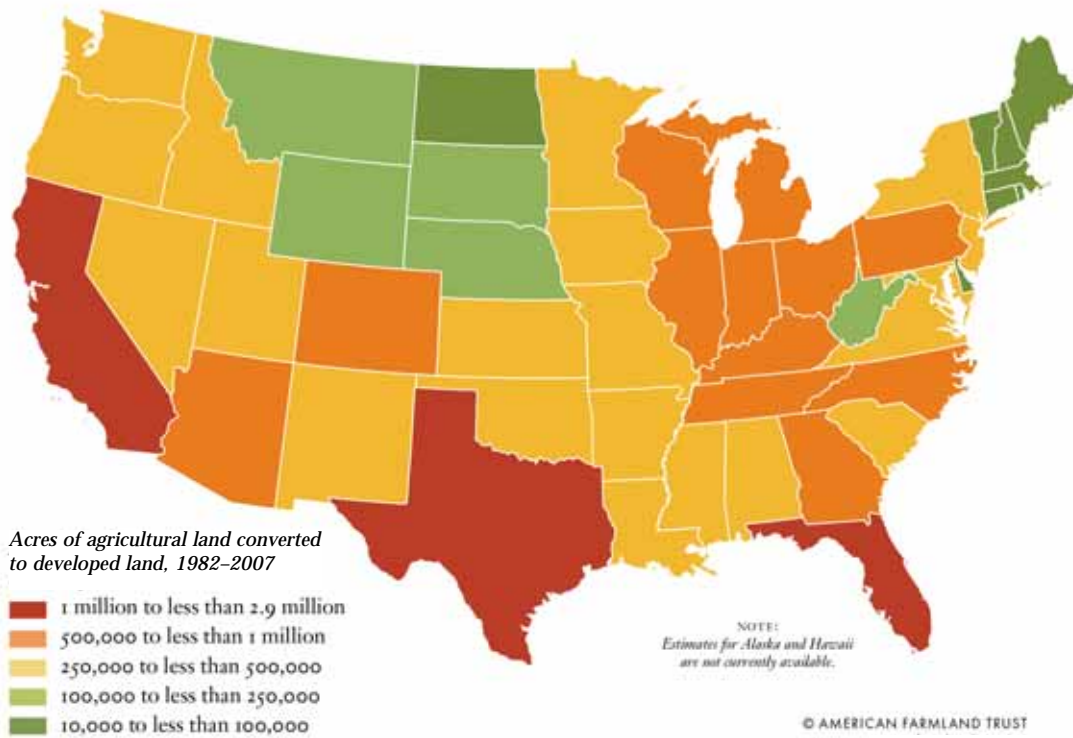 Acres of agricultural land converted
to developed land, 1982–2007
1 million to less than 2.9 million
500,000 to less than 1 million
250,000 to less than 500,000
100,000 to less than 250,000
10,000 to less than 100,000
NOTE:
Estimates for Alaska and Hawaii
are not currently available.
© AMERICAN FARMLAND TRUST